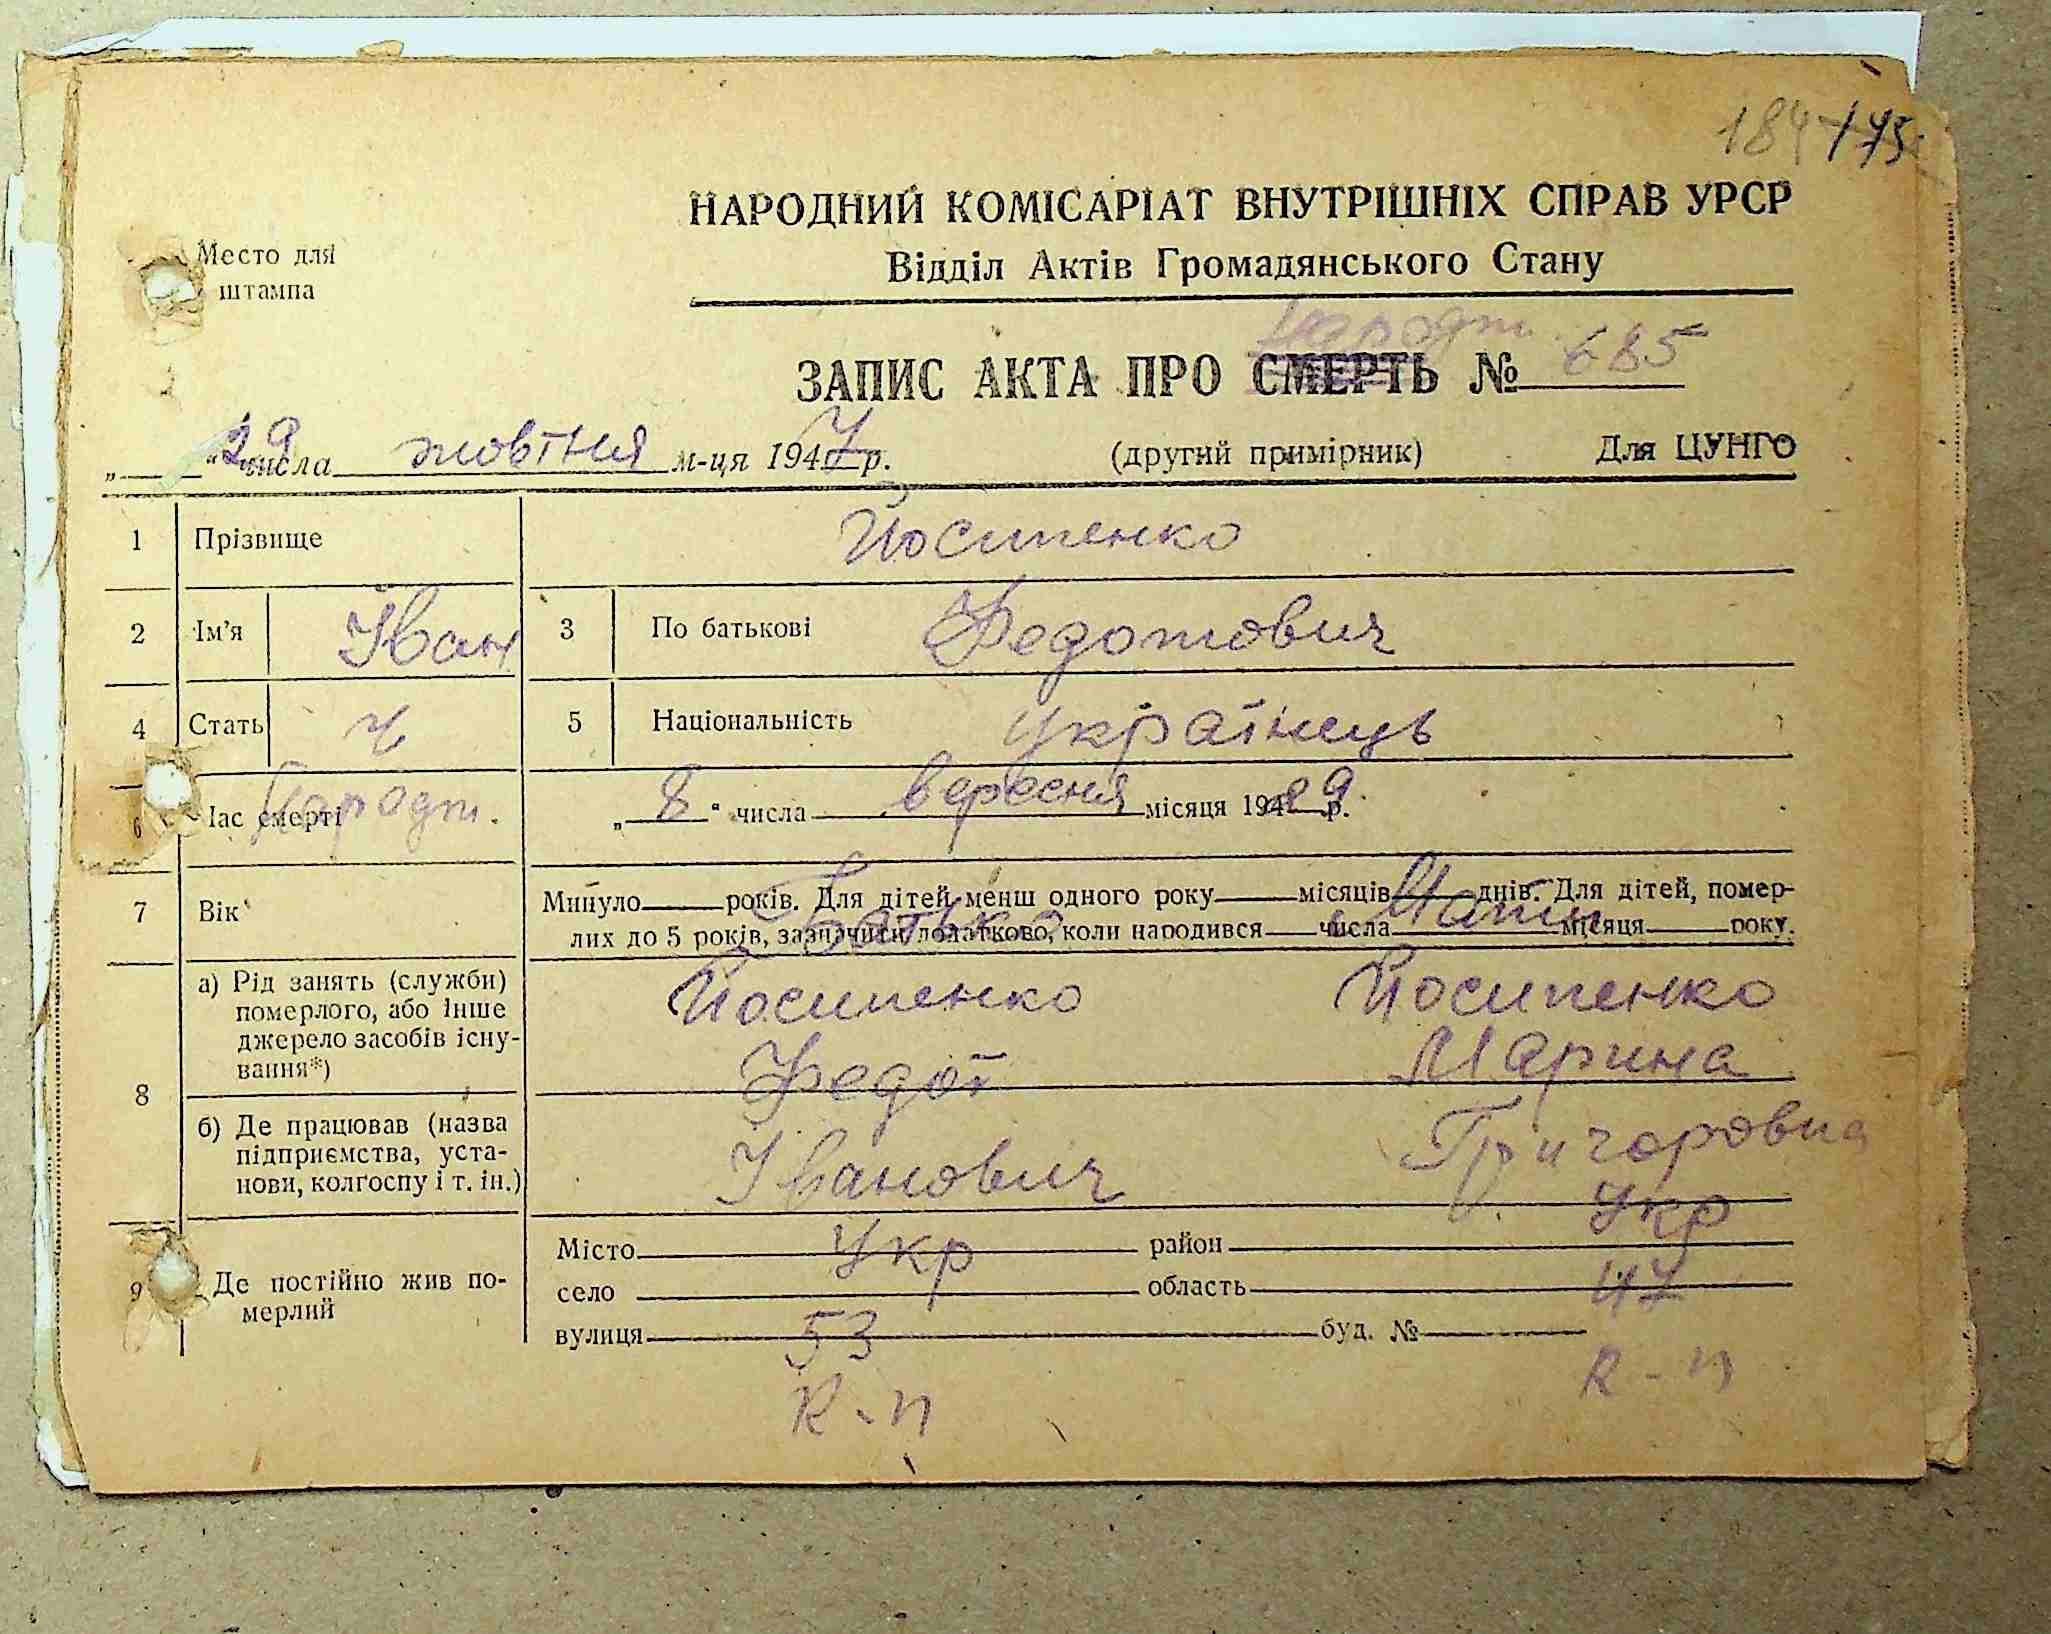 184 175
НАРОДНИЙ КОМІСАРІАТ ВНУТРІШНІХ СПРАВ УРСР
Место для штампа
Відділ Актів Громадянського Стану
народж.
ЗАПИС АКТА ПРО СМЕРТЬ № 685
„ 29 “ числа жовтня м-ця 1947 р. (другий примірник) Для ЦУНГО
1 Прізвище Йосипенко
2 Ім’я Іван 3 По батькові Федотович
4 Стать ч 5 Національність українець
6 Час смерті народж. „ 8 “ числа вересня місяця 1929 р.
7 Вік Минуло року років. Для дітей менш одного року місяців днів. Для дітей, помер-
лих до 5 років, зазначити додатково, коли народився числа місяця року.
Батько Мати
8 а) Рід занять (служби) померлого, або інше джерело засобів існу-вання*)
Йосипенко Йосипенко
Федот Марина
б) Де працював (назва підприємства, уста-нови, колгоспу і т. ін.)
Іванович Григоровна
9 Де постійно жив по-мерлий
Місто Укр район Укр
село область 47
вулиця 53 буд. №
к-п к-п